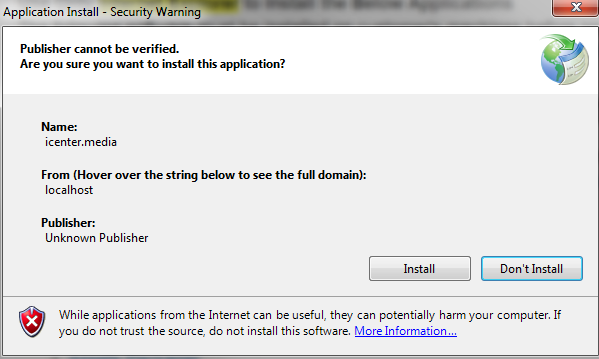 Application Install - Security Warning
Publisher cannot be verified.
Are you sure you want to install this application?
Name:
icenter.media
From (Hover over the string below to see the full domain):
localhost
Publisher:
Unknown Publisher
Install
Don't Install
While applications from the Internet can be useful, they can potentially harm your computer. If
you do not trust the source, do not install this software. More Information...